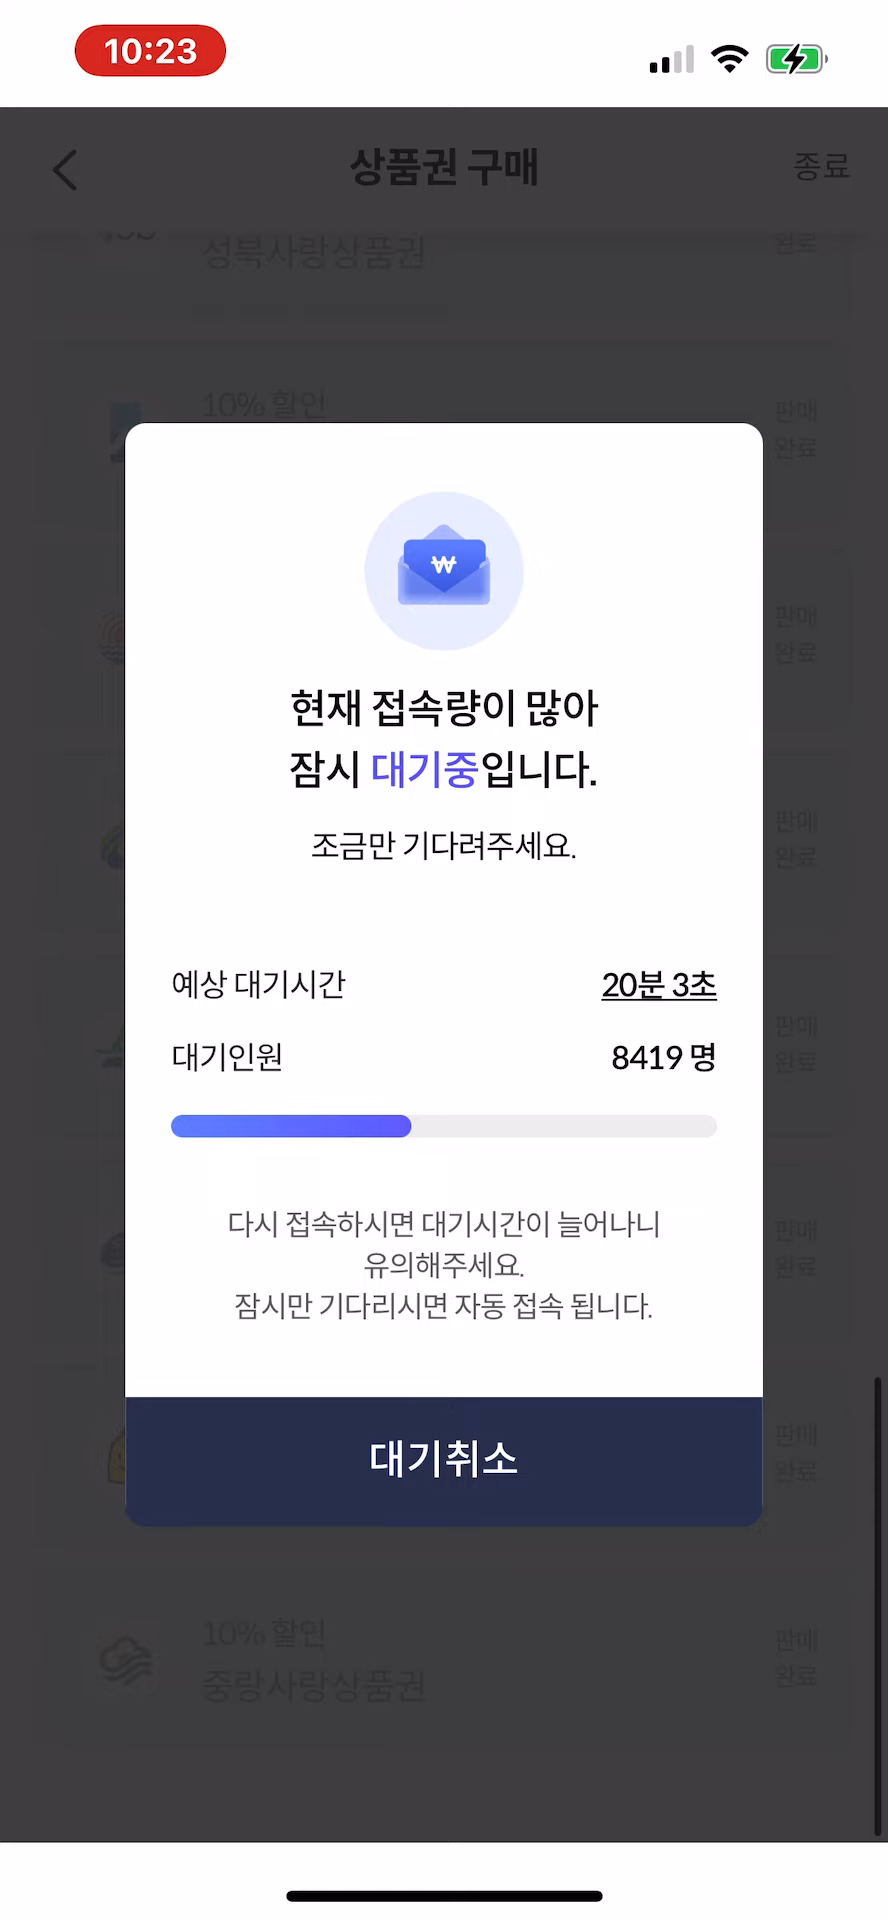 10:23
상품권 구매
종료
성북사랑상품권
완료
10% 할인
판매
완료
₩
현재 접속량이 많아
잠시 대기중입니다.
조금만 기다려주세요.
판매
완료
판매
완료
예상 대기시간
20분 3초
대기인원
8419 명
판매
완료
다시 접속하시면 대기시간이 늘어나니
유의해주세요.
잠시만 기다리시면 자동 접속 됩니다.
판매
완료
대기취소
판매
완료
10% 할인
중랑사랑상품권
판매
완료